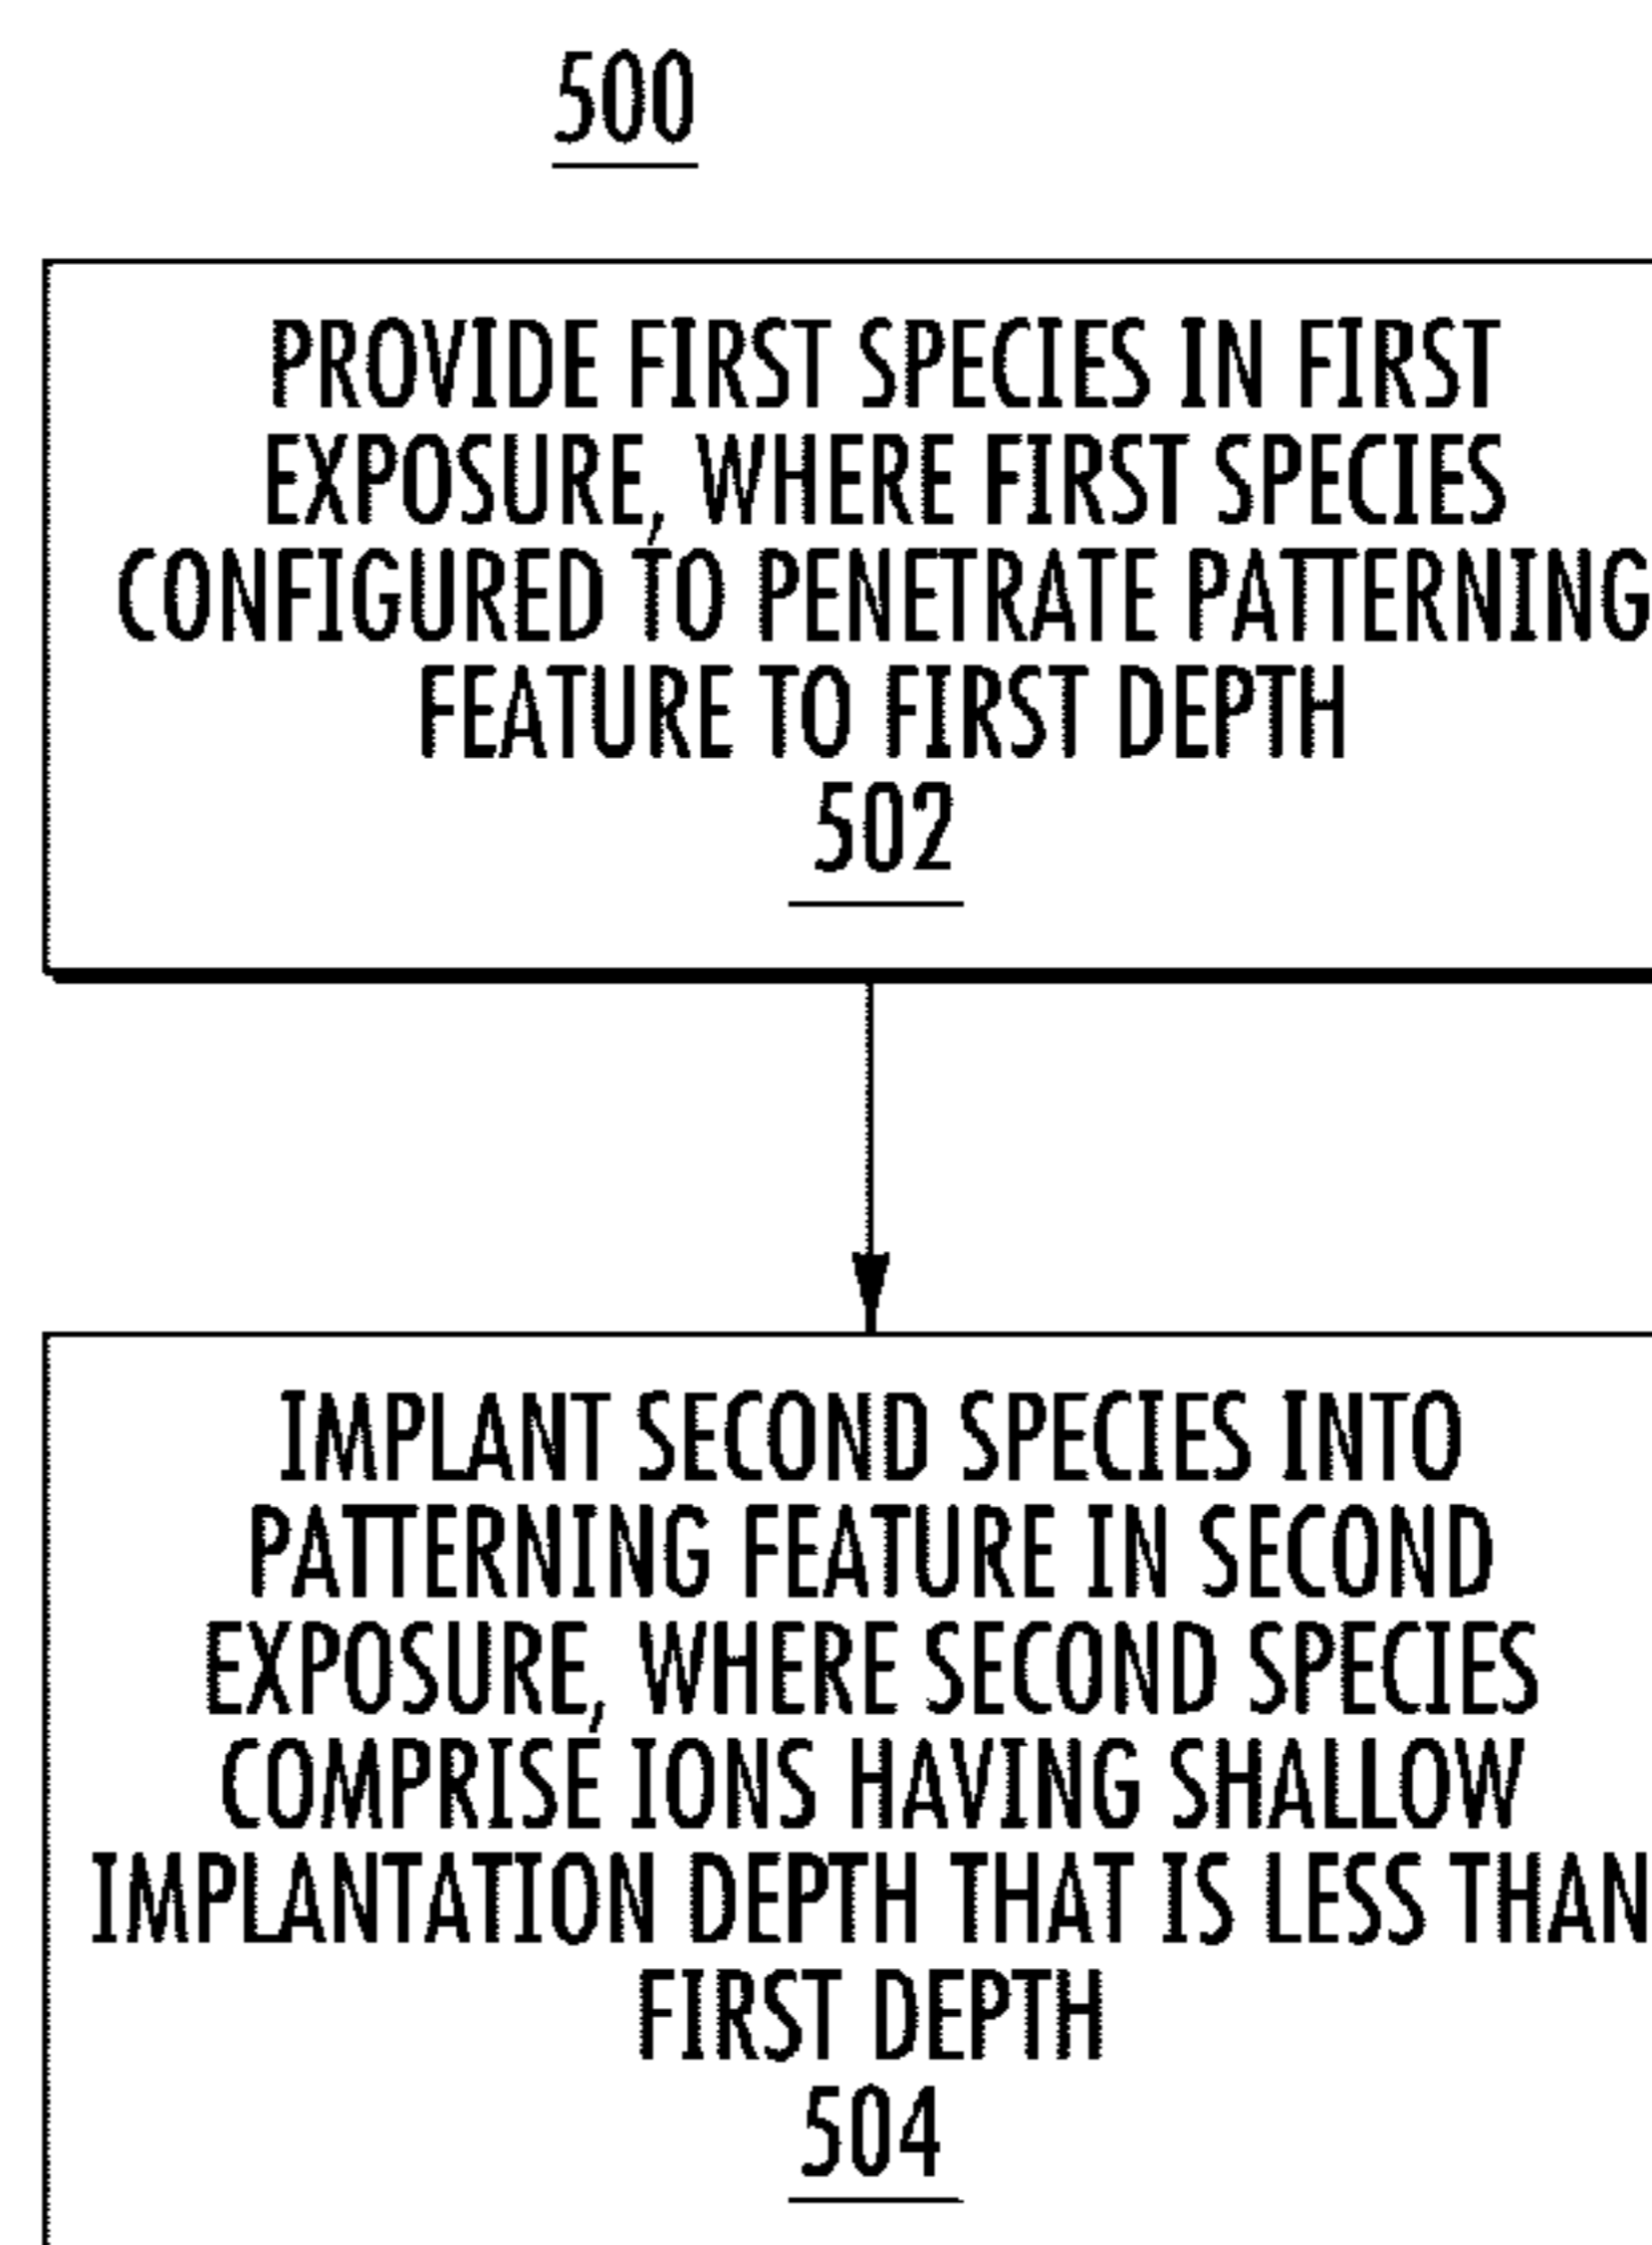 500
PROVIDE FIRST SPECIES IN FIRST
EXPOSURE, WHERE FIRST SPECIES
CONFIGURED TO PENETRATE PATTERNING
FEATURE TO FIRST DEPTH
502
IMPLANT SECOND SPECIES INTO
PATTERNING FEATURE IN SECOND
EXPOSURE, WHERE SECOND SPECIES
COMPRISE IONS HAVING SHALLOW
IMPLANTATION DEPTH THAT IS LESS THAN
FIRST DEPTH
504